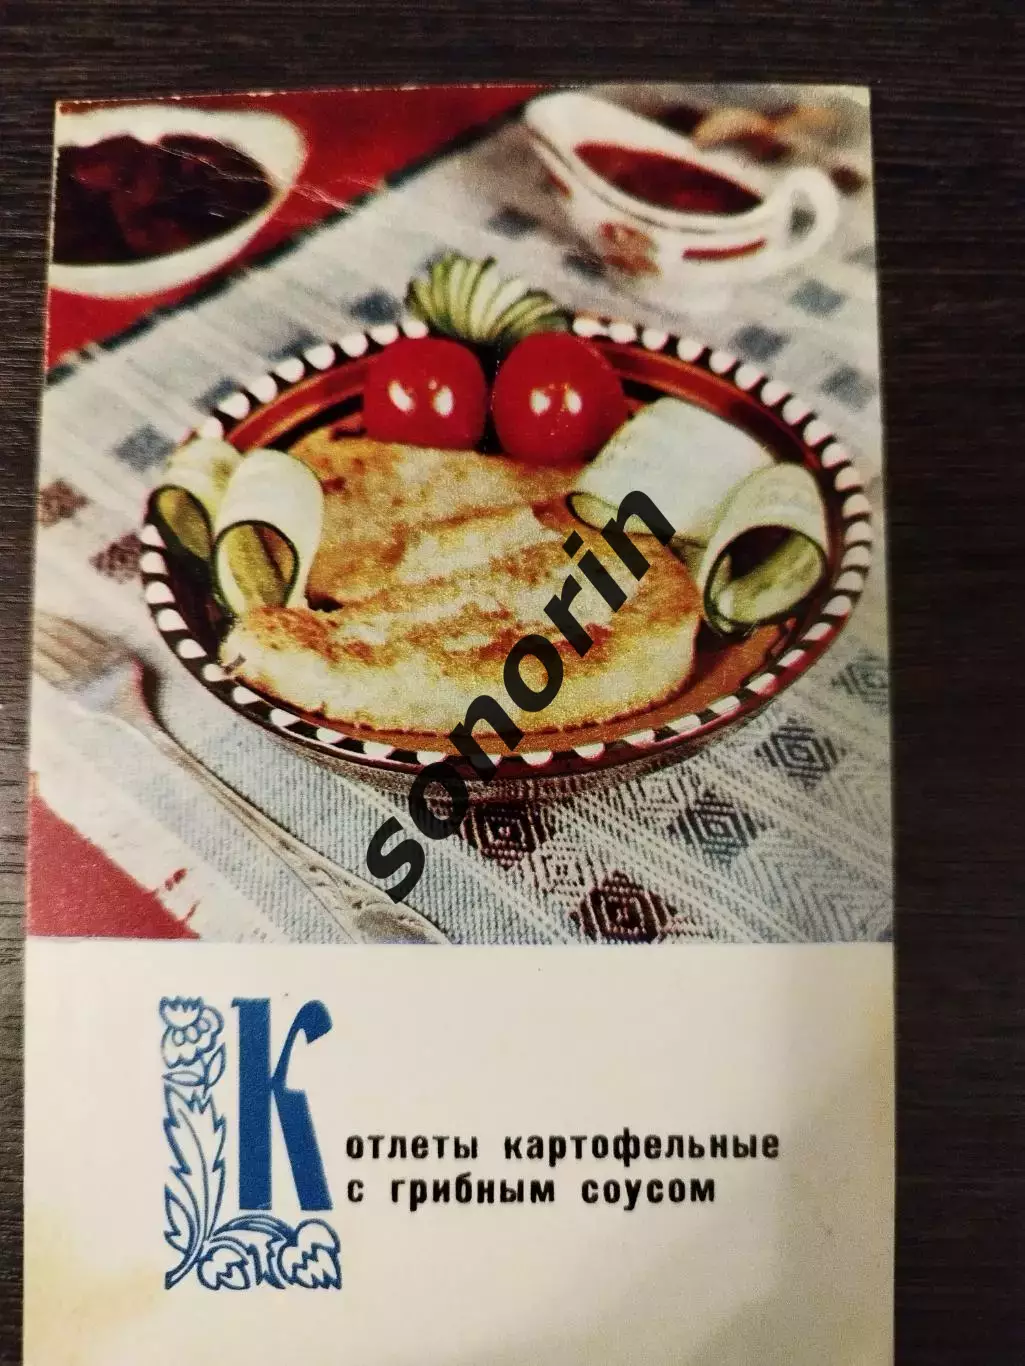 sonorin
Котлеты картофельные
с грибным соусом